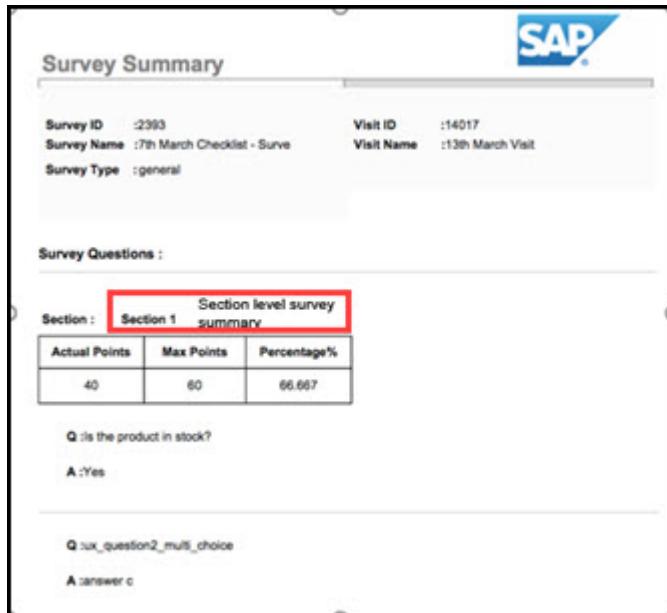 SAP
Survey Summary
Survey ID :2393 Visit ID :14017
Survey Name :7th March Checklist - Surve Visit Name :13th March Visit
Survey Type :general
Survey Questions :
Section : Section 1 Section level survey
summary
Actual Points Max Points Percentage%
40 60 66.667
Q :Is the product in stock?
A :Yes
Q :ux_question2_multi_choice
A :answer c